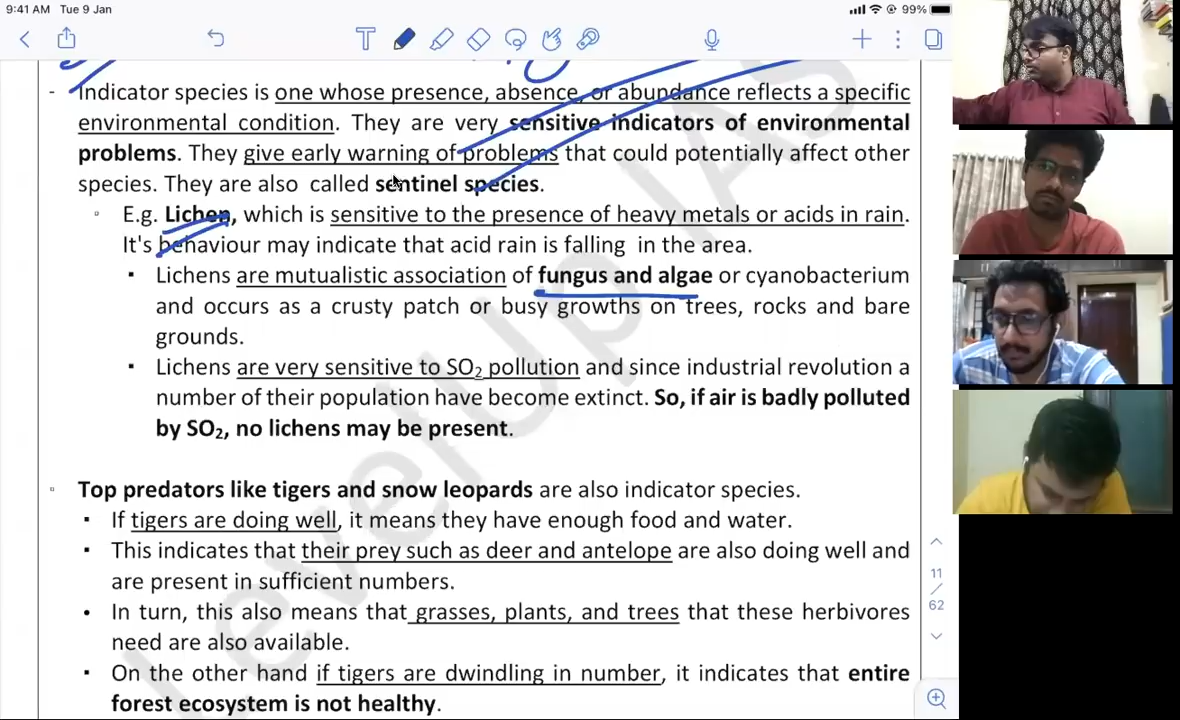 9:41 AM Tue 9 Jan
99%
- Indicator species is one whose presence, absence, or abundance reflects a specific
environmental condition. They are very sensitive indicators of environmental
problems. They give early warning of problems that could potentially affect other
species. They are also called sentinel species.
E.g. Lichen, which is sensitive to the presence of heavy metals or acids in rain.
It's behaviour may indicate that acid rain is falling in the area.
Lichens are mutualistic association of fungus and algae or cyanobacterium
and occurs as a crusty patch or busy growths on trees, rocks and bare
grounds.
Lichens are very sensitive to SO₂ pollution and since industrial revolution a
number of their population have become extinct. So, if air is badly polluted
by SO₂, no lichens may be present.
Top predators like tigers and snow leopards are also indicator species.
If tigers are doing well, it means they have enough food and water.
This indicates that their prey such as deer and antelope are also doing well and
are present in sufficient numbers.
In turn, this also means that grasses, plants, and trees that these herbivores
need are also available.
On the other hand if tigers are dwindling in number, it indicates that entire
forest ecosystem is not healthy.
11
/
62
LevelUp IAS